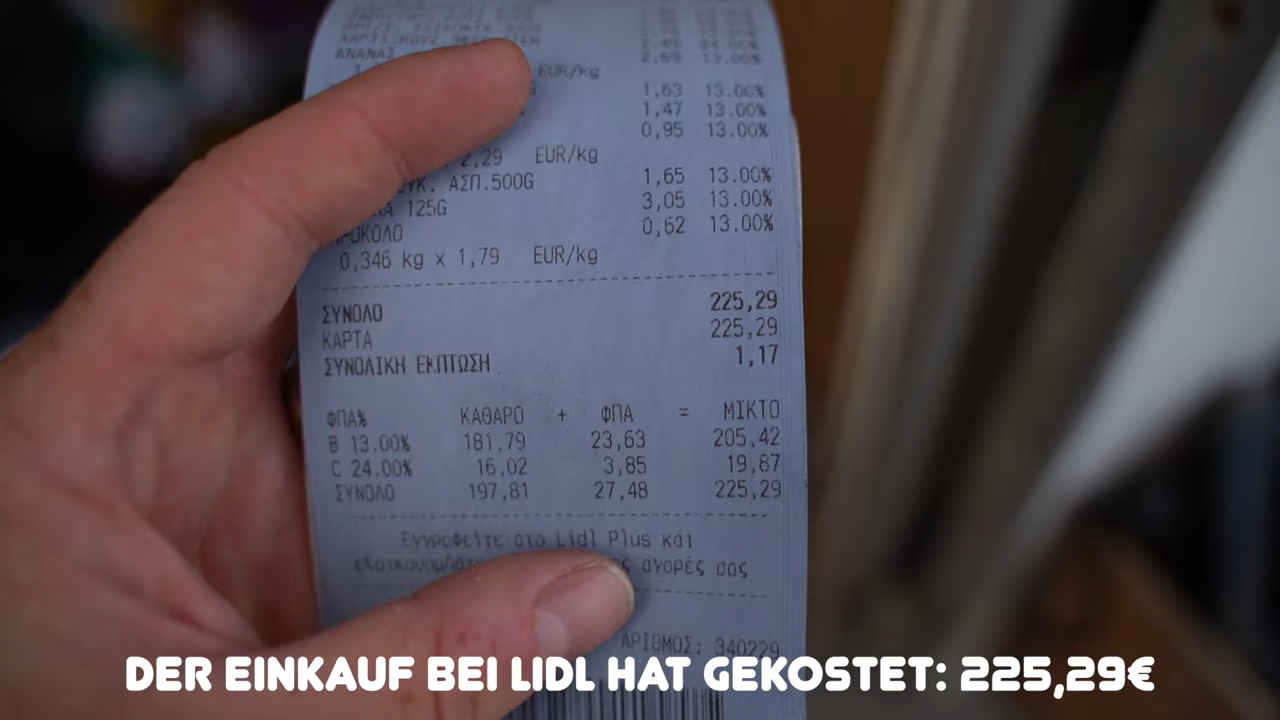 ΑΝΑΝΑΣ 2,69 13.00%
EUR/kg
1,63 13.00%
1,47 13.00%
0,95 13.00%
2,29 EUR/kg
ΑΣΠ.500G 1,65 13.00%
125G 3,05 13.00%
0,62 13.00%
0,346 kg x 1,79 EUR/kg
ΣΥΝΟΛΟ 225,29
ΚΑΡΤΑ 225,29
ΣΥΝΟΛΙΚΗ ΕΚΠΤΩΣΗ 1,17
ΦΠΑ% ΚΑΘΑΡΟ + ΦΠΑ = ΜΙΚΤΟ
B 13.00% 181,79 23,63 205,42
C 24.00% 16,02 3,85 19,87
ΣΥΝΟΛΟ 197,81 27,48 225,29
Εγγραφείτε στο Lidl Plus και
αγορές σας
ΑΡΙΘΜΟΣ: 340229
DER EINKAUF BEI LIDL HAT GEKOSTET: 225,29€